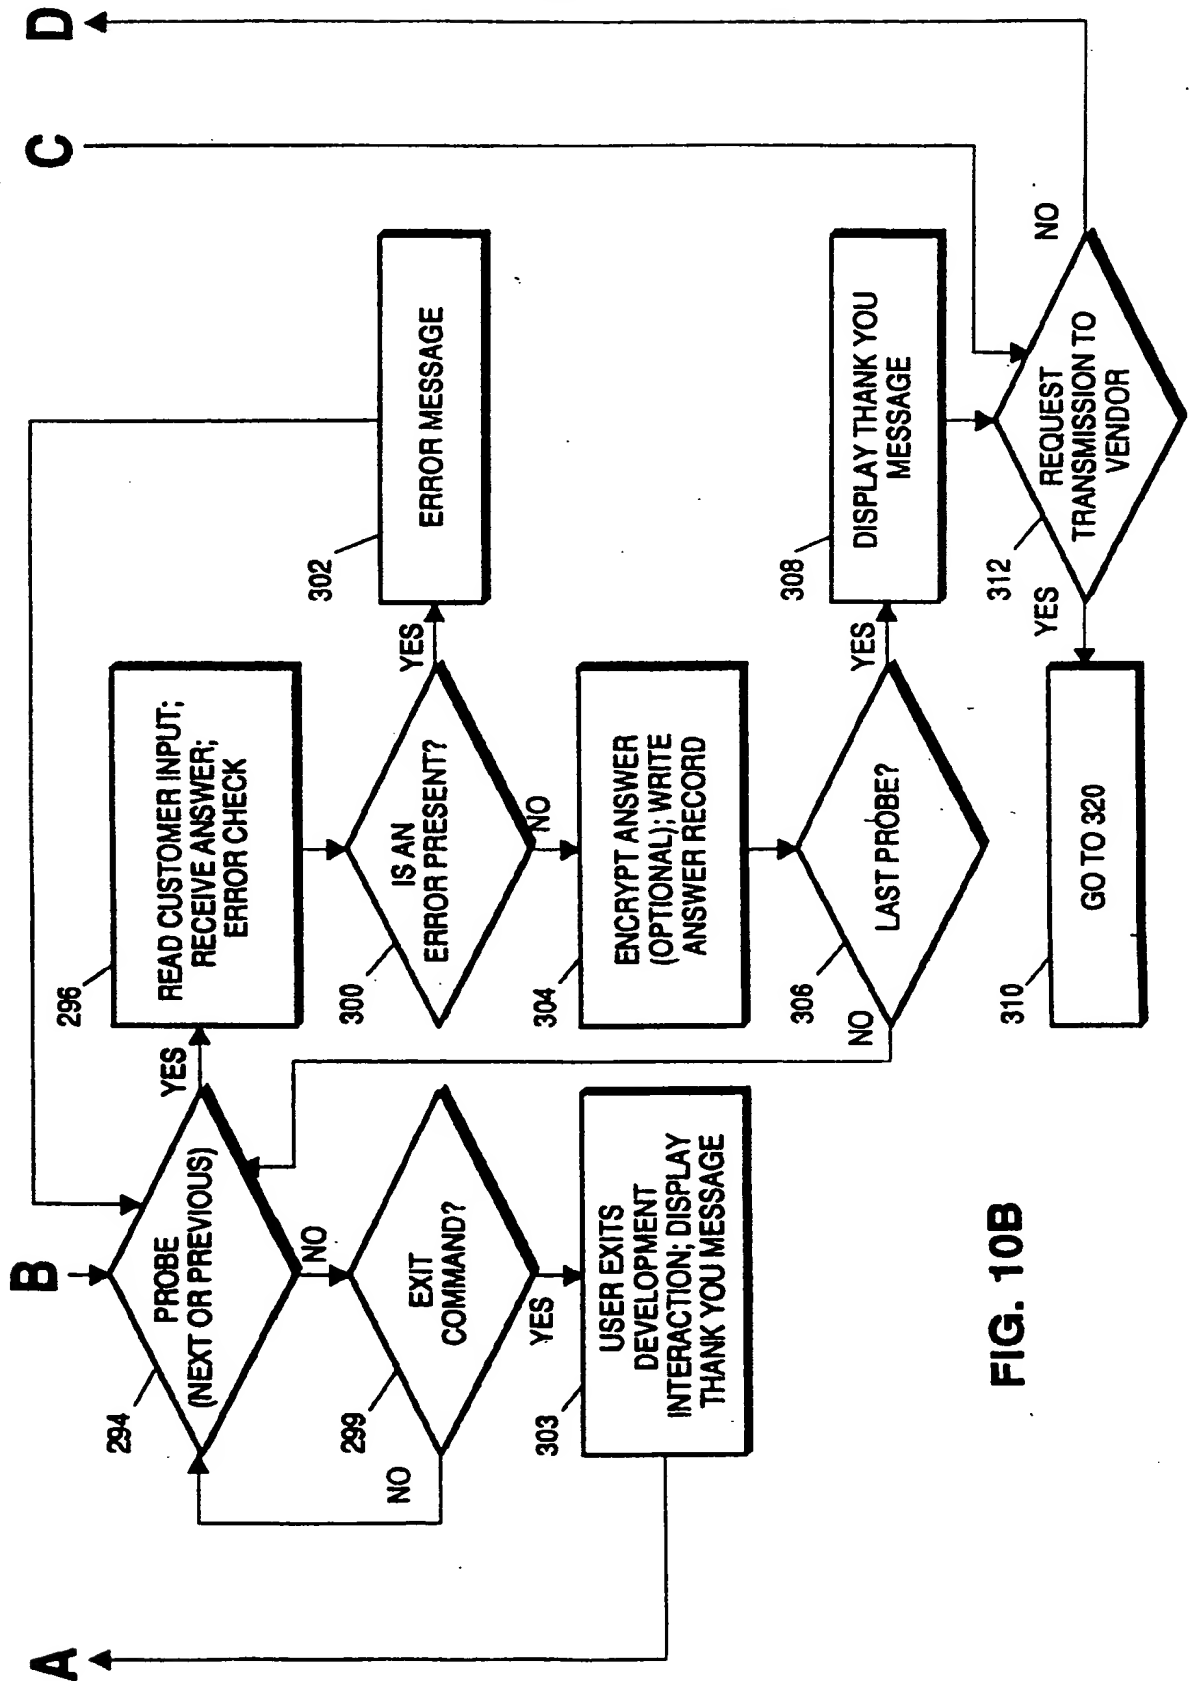 A
B
C
D
294
PROBE
(NEXT OR PREVIOUS)
YES
NO
296
READ CUSTOMER INPUT;
RECEIVE ANSWER;
ERROR CHECK
299
EXIT
COMMAND?
NO
YES
300
IS AN
ERROR PRESENT?
YES
NO
302
ERROR MESSAGE
303
USER EXITS
DEVELOPMENT
INTERACTION; DISPLAY
THANK YOU MESSAGE
304
ENCRYPT ANSWER
(OPTIONAL); WRITE
ANSWER RECORD
306
LAST PROBE?
NO
YES
308
DISPLAY THANK YOU
MESSAGE
310
GO TO 320
312
REQUEST
TRANSMISSION TO
VENDOR
YES
NO
FIG. 10B